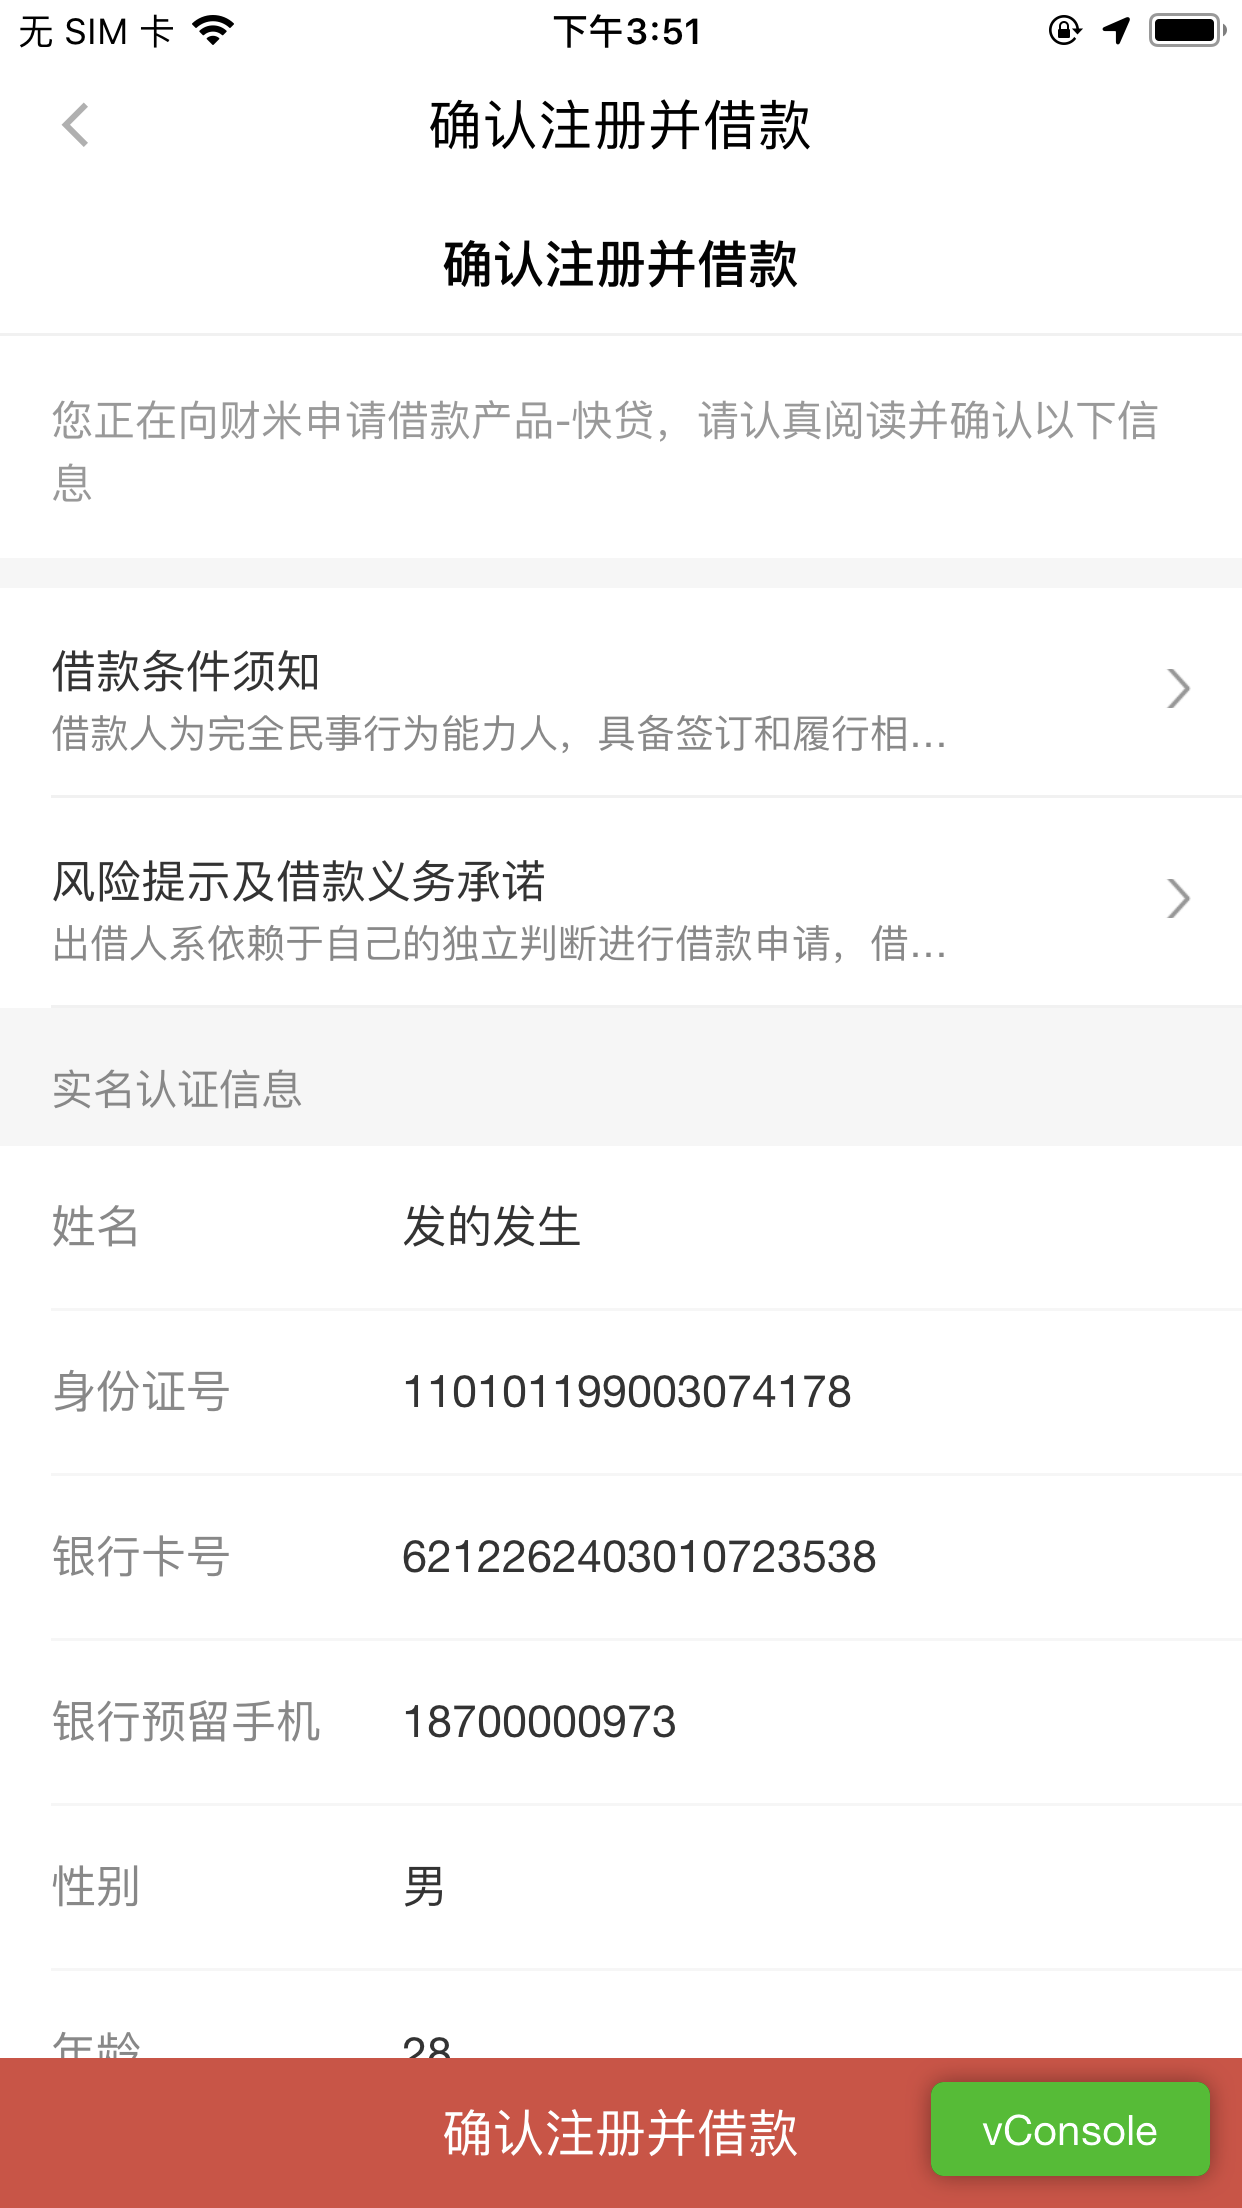 无 SIM 卡
下午3:51
确认注册并借款
确认注册并借款
您正在向财米申请借款产品-快贷，请认真阅读并确认以下信
息
借款条件须知
借款人为完全民事行为能力人，具备签订和履行相...
风险提示及借款义务承诺
出借人系依赖于自己的独立判断进行借款申请，借...
实名认证信息
姓名 发的发生
身份证号 110101199003074178
银行卡号 6212262403010723538
银行预留手机 18700000973
性别 男
年龄 28
确认注册并借款
vConsole